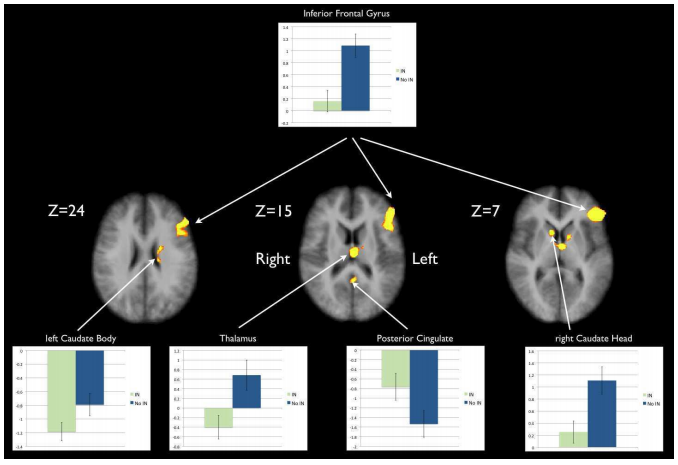 Inferior Frontal Gyrus
1.4
1.2
1
0.8
0.6
0.4
0.2
0
-0.2
IN
No IN
Z=24
Z=15
Z=7
Right
Left
left Caudate Body
0
-0.2
-0.4
-0.6
-0.8
-1
-1.2
-1.4
IN
No IN
Thalamus
1.2
1
0.8
0.6
0.4
0.2
0
-0.2
-0.4
-0.6
-0.8
IN
No IN
Posterior Cingulate
0
-0.2
-0.4
-0.6
-0.8
-1
-1.2
-1.4
-1.6
-1.8
-2
IN
No IN
right Caudate Head
1.6
1.4
1.2
1
0.8
0.6
0.4
0.2
0
IN
No IN